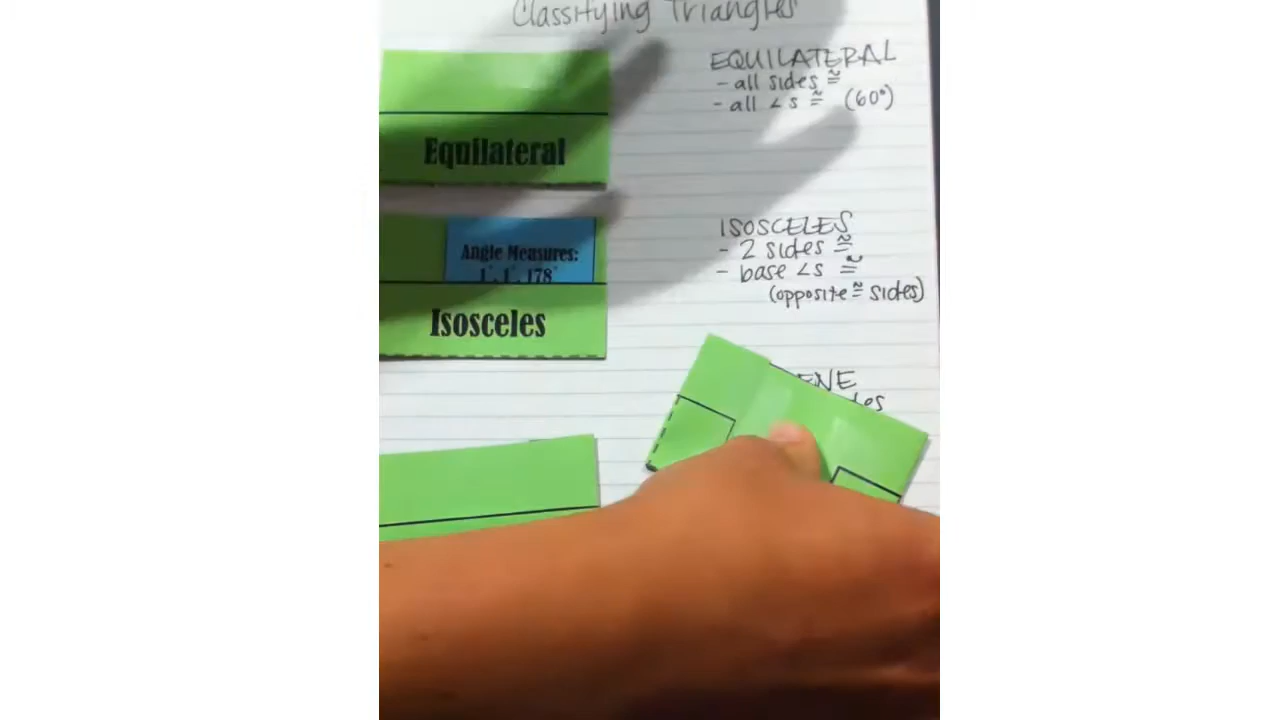 Classifying Triangles
Equilateral
EQUILATERAL
- all sides ≅
- all ∠s ≅ (60°)
Angle Measures:
1°, 1°, 178°
Isosceles
ISOSCELES
- 2 sides ≅
- base ∠s ≅
(opposite ≅ sides)